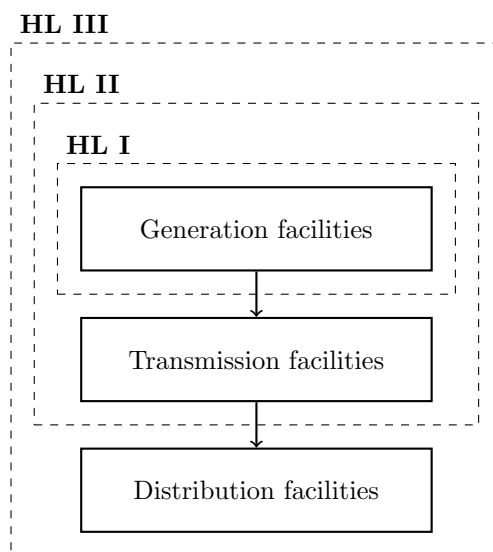 HL III
HL II
HL I
Generation facilities
Transmission facilities
Distribution facilities